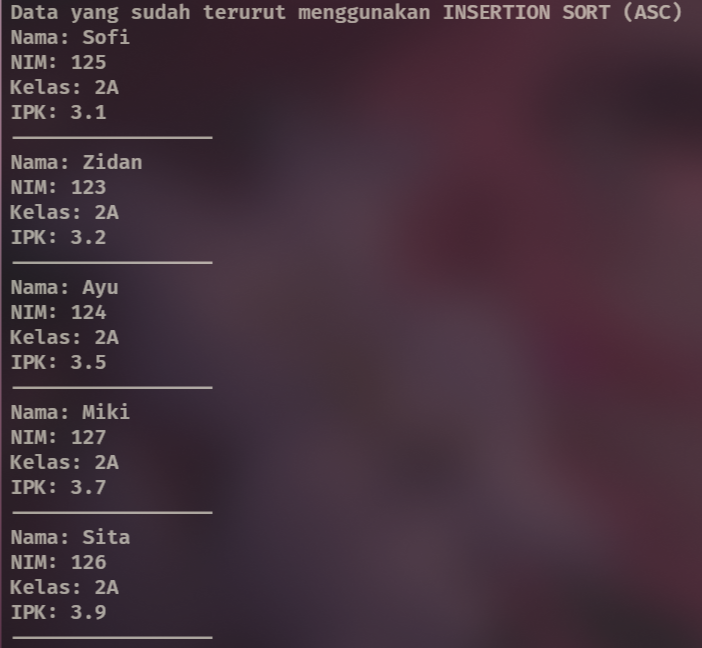 Data yang sudah terurut menggunakan INSERTION SORT (ASC)
Nama: Sofi
NIM: 125
Kelas: 2A
IPK: 3.1
Nama: Zidan
NIM: 123
Kelas: 2A
IPK: 3.2
Nama: Ayu
NIM: 124
Kelas: 2A
IPK: 3.5
Nama: Miki
NIM: 127
Kelas: 2A
IPK: 3.7
Nama: Sita
NIM: 126
Kelas: 2A
IPK: 3.9